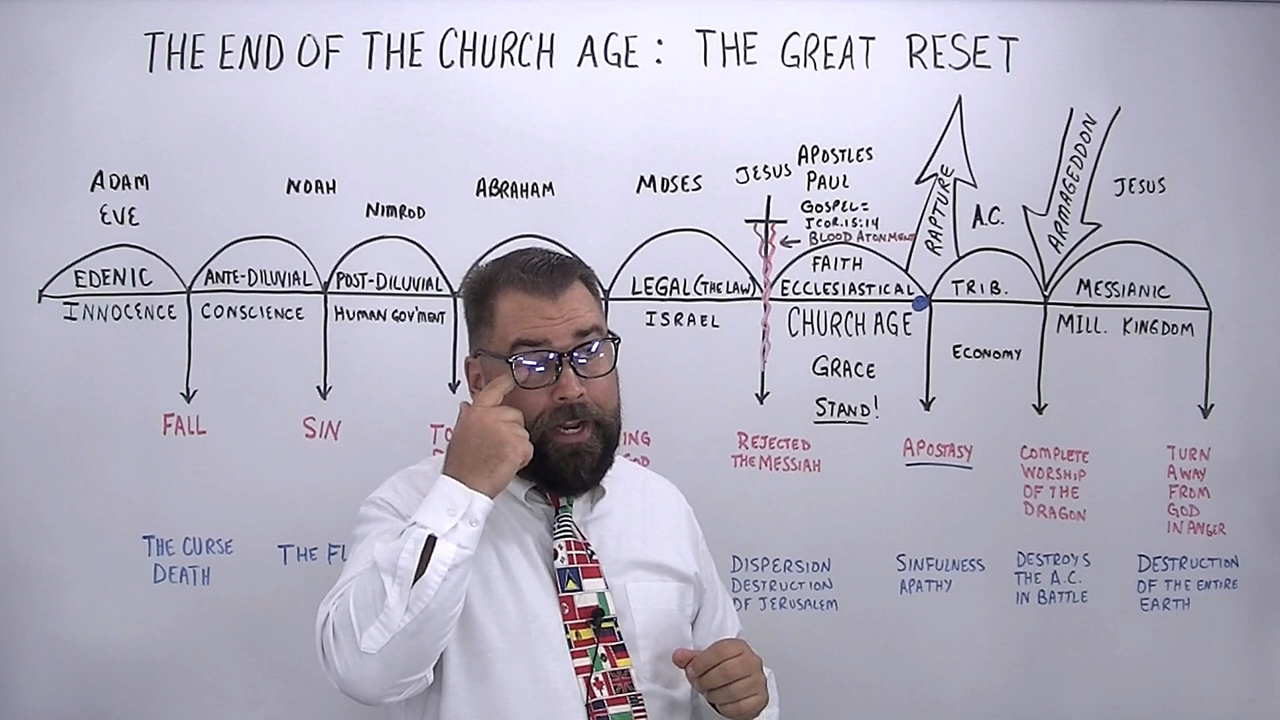 THE END OF THE CHURCH AGE: THE GREAT RESET
ADAM
EVE
NOAH
NIMROD
ABRAHAM
MOSES
JESUS
APOSTLES
PAUL
GOSPEL=
I COR. 15:1-4
← BLOOD ATONMENT
FAITH
RAPTURE
A.C.
ARMAGEDDON
JESUS
EDENIC
INNOCENCE
ANTE-DILUVIAL
CONSCIENCE
POST-DILUVIAL
HUMAN GOV'MENT
LEGAL (THE LAW)
ISRAEL
ECCLESIASTICAL
CHURCH AGE
GRACE
STAND!
TRIB.
ECONOMY
MESSIANIC
MILL. KINGDOM
FALL
SIN
REJECTED
THE MESSIAH
APOSTASY
COMPLETE
WORSHIP
OF THE
DRAGON
TURN
AWAY
FROM
GOD
IN ANGER
THE CURSE
DEATH
THE
DISPERSION
DESTRUCTION
OF JERUSALEM
SINFULNESS
APATHY
DESTROYS
THE A.C.
IN BATTLE
DESTRUCTION
OF THE ENTIRE
EARTH